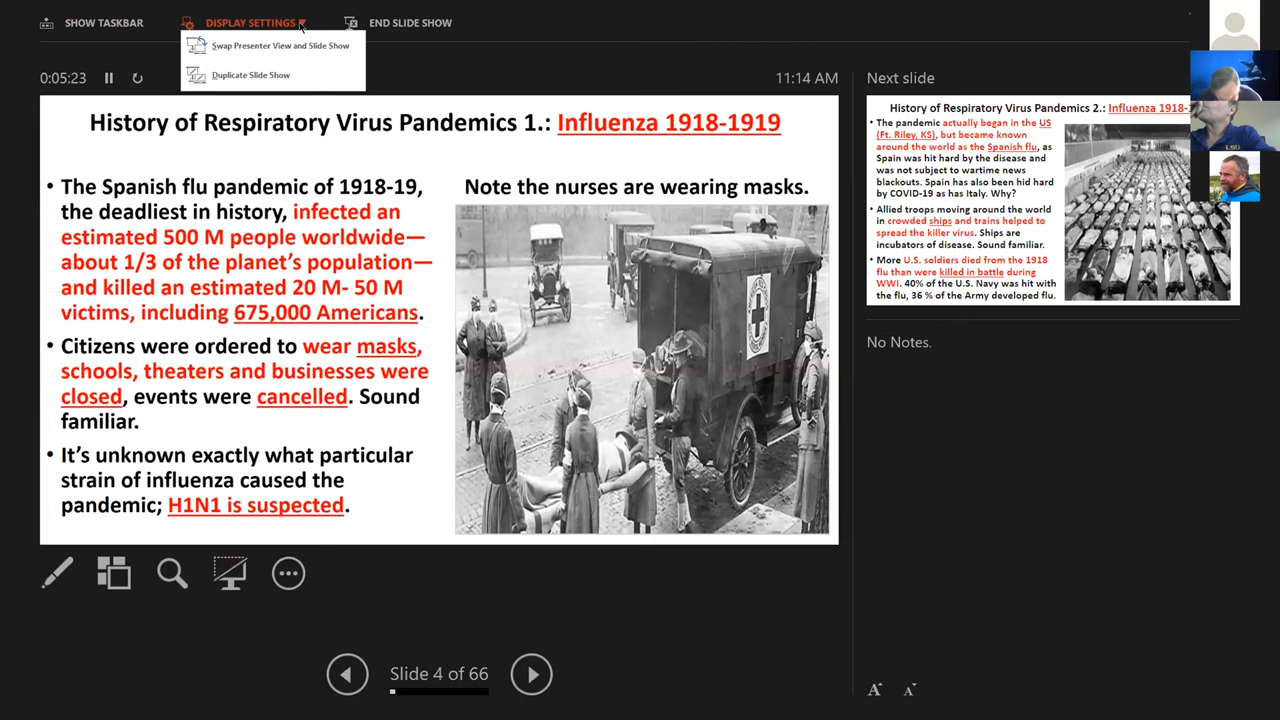 SHOW TASKBAR
DISPLAY SETTINGS
END SLIDE SHOW
Swap Presenter View and Slide Show
Duplicate Slide Show
0:05:23
11:14 AM
History of Respiratory Virus Pandemics 1.: Influenza 1918-1919
• The Spanish flu pandemic of 1918-19,
the deadliest in history, infected an
estimated 500 M people worldwide—
about 1/3 of the planet's population—
and killed an estimated 20 M- 50 M
victims, including 675,000 Americans.
• Citizens were ordered to wear masks,
schools, theaters and businesses were
closed, events were cancelled. Sound
familiar.
• It's unknown exactly what particular
strain of influenza caused the
pandemic; H1N1 is suspected.
Note the nurses are wearing masks.
Slide 4 of 66
Next slide
History of Respiratory Virus Pandemics 2.: Influenza 1918-1
• The pandemic actually began in the US
(Ft. Riley, KS), but became known
around the world as the Spanish flu, as
Spain was hit hard by the disease and
was not subject to wartime news
blackouts. Spain has also been hid hard
by COVID-19 as has Italy. Why?
• Allied troops moving around the world
in crowded ships and trains helped to
spread the killer virus. Ships are
incubators of disease. Sound familiar.
• More U.S. soldiers died from the 1918
flu than were killed in battle during
WWI. 40% of the U.S. Navy was hit with
the flu, 36 % of the Army developed flu.
LSU
No Notes.
A A